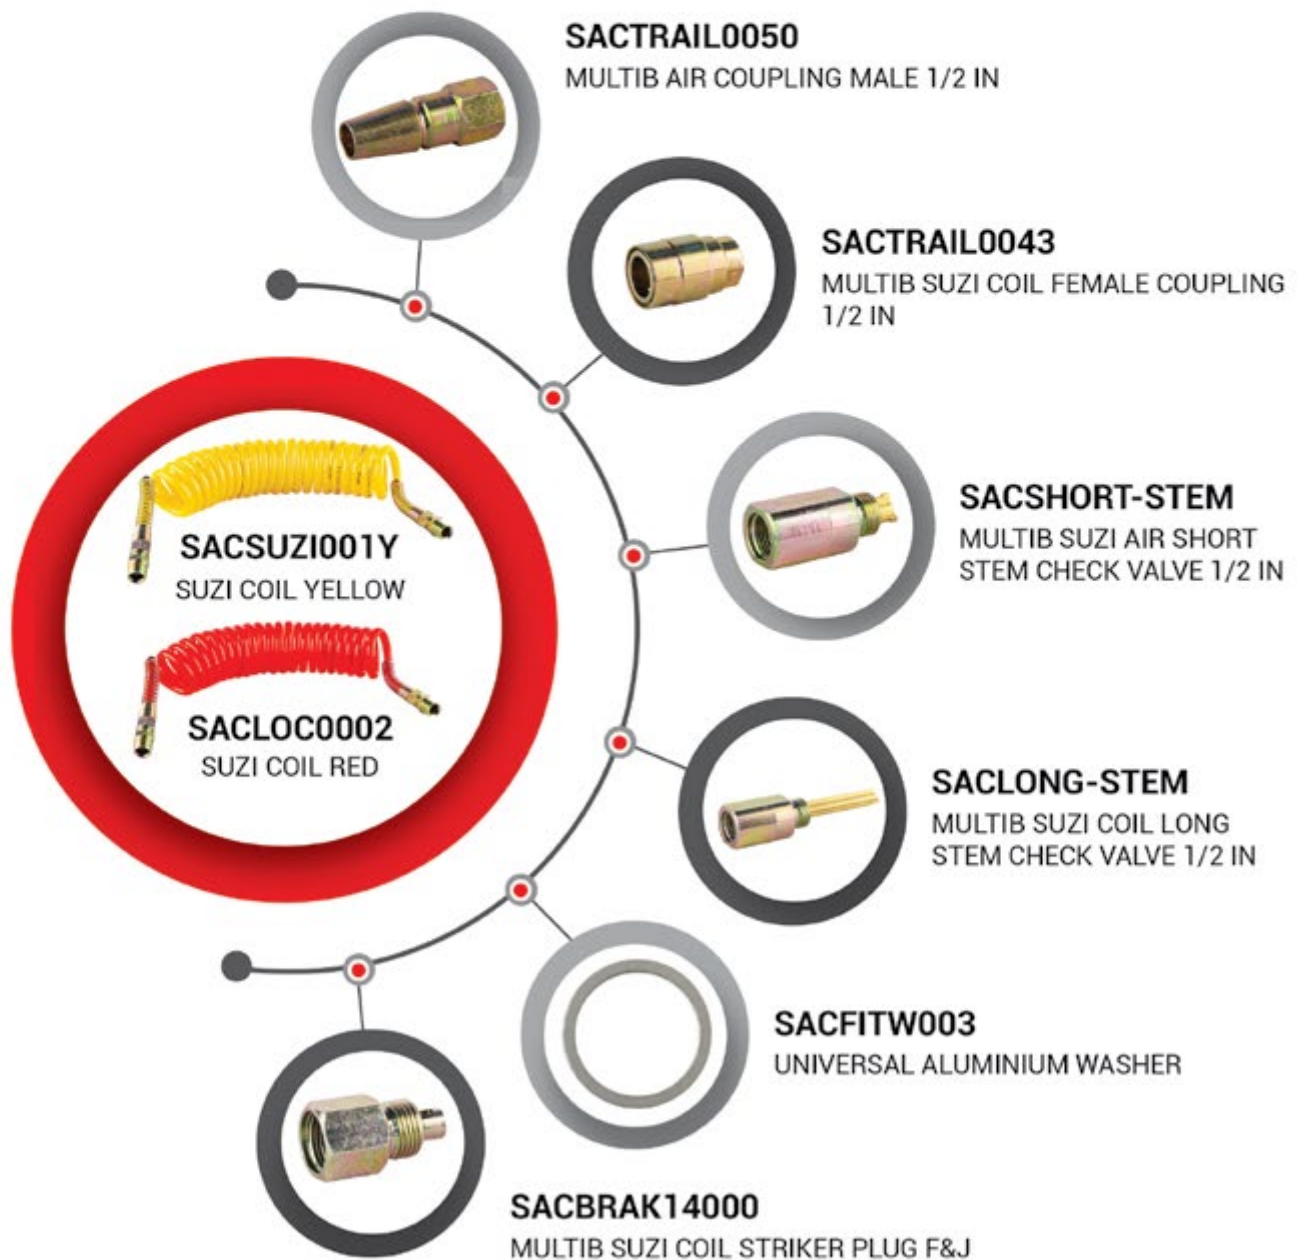 SACTRAIL0050
MULTIB AIR COUPLING MALE 1/2 IN
SACTRAIL0043
MULTIB SUZI COIL FEMALE COUPLING
1/2 IN
SACSHORT-STEM
MULTIB SUZI AIR SHORT
STEM CHECK VALVE 1/2 IN
SACSUZI001Y
SUZI COIL YELLOW
SACLOC0002
SUZI COIL RED
SACLONG-STEM
MULTIB SUZI COIL LONG
STEM CHECK VALVE 1/2 IN
SACFITW003
UNIVERSAL ALUMINIUM WASHER
SACBRAK14000
MULTIB SUZI COIL STRIKER PLUG F&J